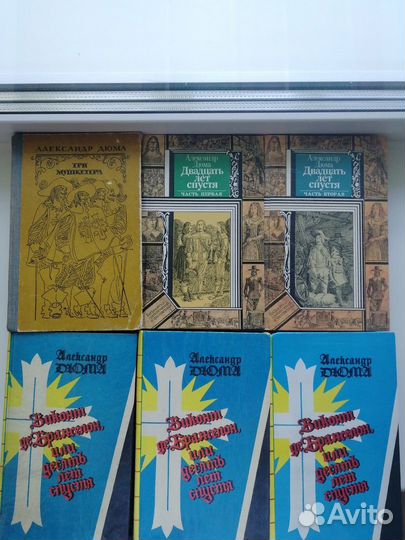 АЛЕКСАНДР ДЮМА
ТРИ
МУШКЕТЕРА
Александр
Дюма
Двадцать
лет
спустя
ЧАСТЬ ПЕРВАЯ
Александр
Дюма
Двадцать
лет
спустя
ЧАСТЬ ВТОРАЯ
Александр
ДЮМА
Виконт
де Бражелон,
или
десять
лет
спустя
Александр
ДЮМА
Виконт
де Бражелон,
или
десять
лет
спустя
Александр
ДЮМА
Виконт
де Бражелон,
или
десять
лет
спустя
Avito